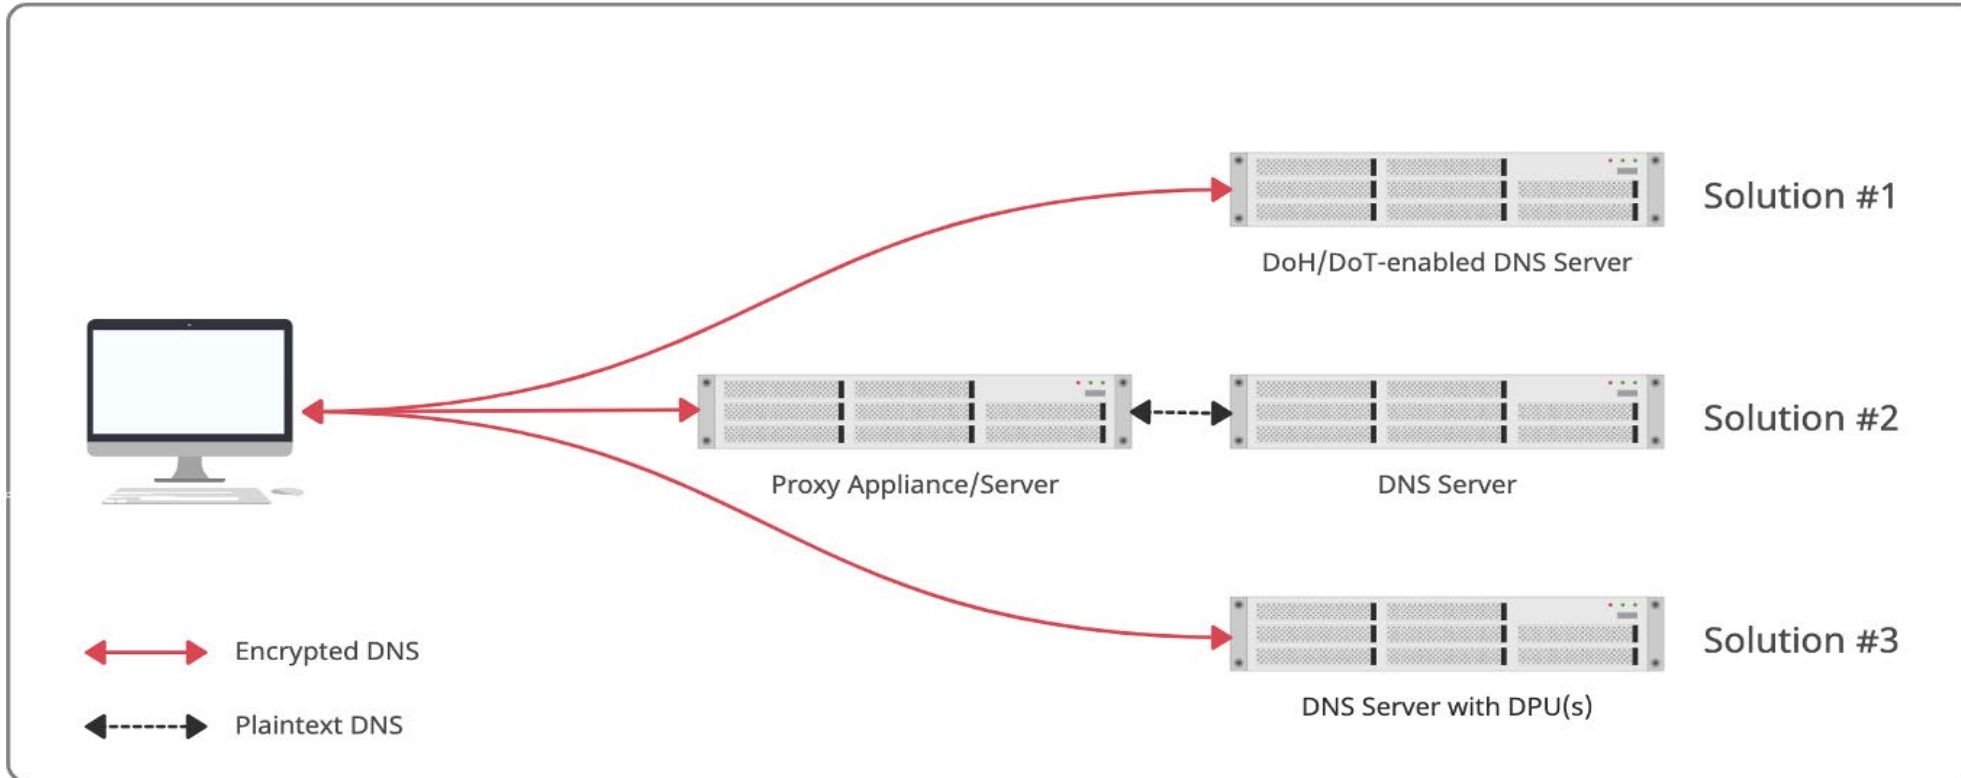 Solution #1
DoH/DoT-enabled DNS Server
Solution #2
Proxy Appliance/Server
DNS Server
Solution #3
DNS Server with DPU(s)
Encrypted DNS
Plaintext DNS